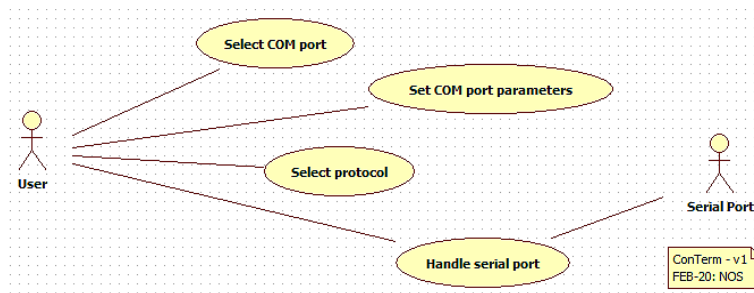 Select COM port
Set COM port parameters
Select protocol
User
Serial Port
Handle serial port
ConTerm - v1
FEB-20: NOS